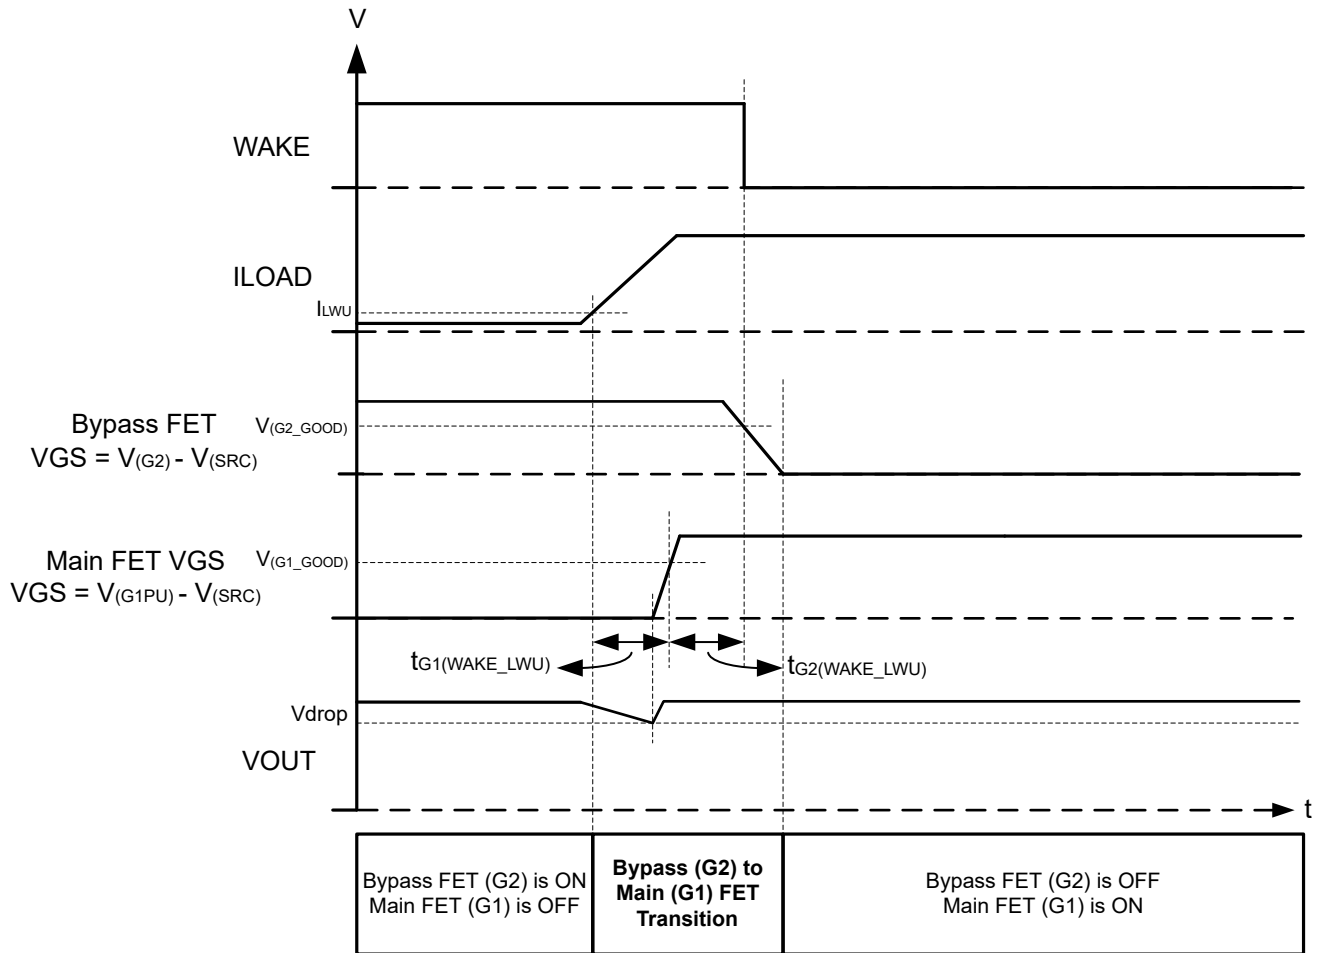 V
WAKE
ILOAD
ILWU
Bypass FET
VGS = V(G2) - V(SRC)
V(G2_GOOD)
Main FET VGS
VGS = V(G1PU) - V(SRC)
V(G1_GOOD)
tG1(WAKE_LWU)
tG2(WAKE_LWU)
Vdrop
VOUT
t
Bypass FET (G2) is ON
Main FET (G1) is OFF
Bypass (G2) to
Main (G1) FET
Transition
Bypass FET (G2) is OFF
Main FET (G1) is ON